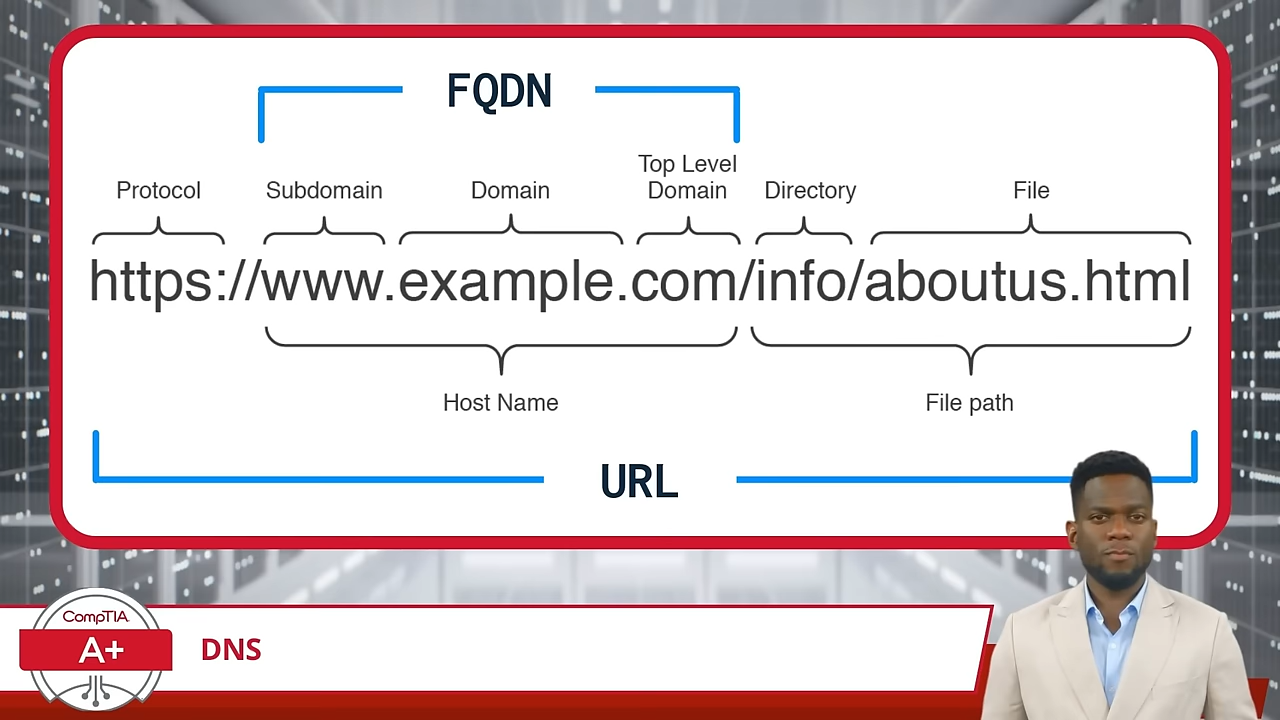 FQDN
Protocol
Subdomain
Domain
Top Level
Domain
Directory
File
https://www.example.com/info/aboutus.html
Host Name
File path
URL
CompTIA
A+
DNS